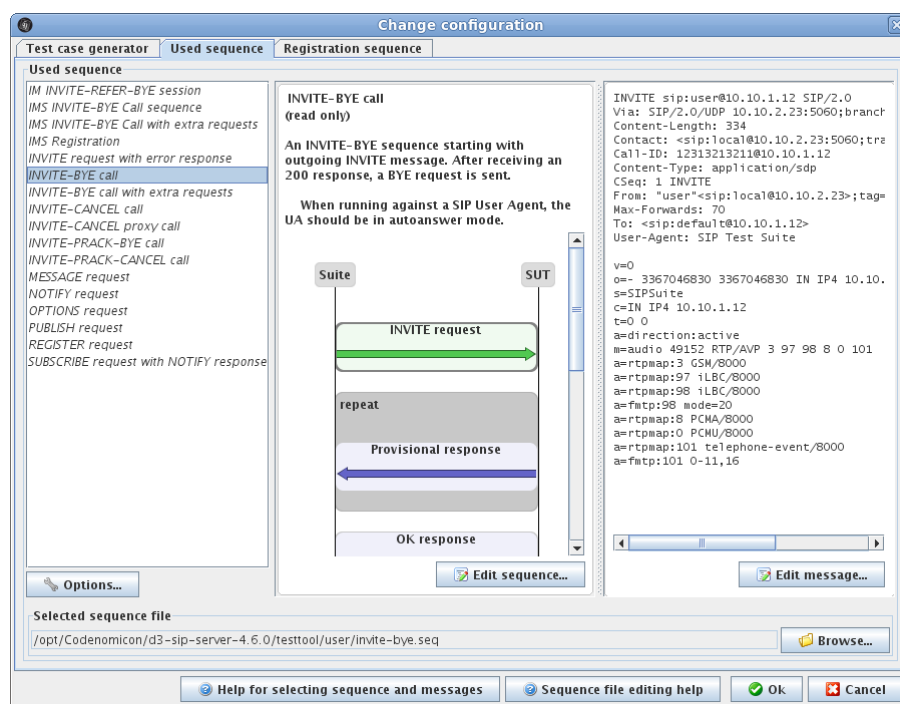 Change configuration
Test case generator
Used sequence
Registration sequence
Used sequence
IM INVITE-REFER-BYE session
IMS INVITE-BYE Call sequence
IMS INVITE-BYE Call with extra requests
IMS Registration
INVITE request with error response
INVITE-BYE call
INVITE-BYE call with extra requests
INVITE-CANCEL call
INVITE-CANCEL proxy call
INVITE-PRACK-BYE call
INVITE-PRACK-CANCEL call
MESSAGE request
NOTIFY request
OPTIONS request
PUBLISH request
REGISTER request
SUBSCRIBE request with NOTIFY response
Options...
INVITE-BYE call
(read only)
An INVITE-BYE sequence starting with
outgoing INVITE message. After receiving an
200 response, a BYE request is sent.
When running against a SIP User Agent, the
UA should be in autoanswer mode.
Suite
SUT
INVITE request
repeat
Provisional response
OK response
Edit sequence...
INVITE sip:user@10.10.1.12 SIP/2.0
Via: SIP/2.0/UDP 10.10.2.23:5060;branch
Content-Length: 334
Contact: <sip:local@10.10.2.23:5060;tra
Call-ID: 12313213211@10.10.1.12
Content-Type: application/sdp
CSeq: 1 INVITE
From: "user"<sip:local@10.10.2.23>;tag=
Max-Forwards: 70
To: <sip:default@10.10.1.12>
User-Agent: SIP Test Suite
v=0
o=- 3367046830 3367046830 IN IP4 10.10.
s=SIPSuite
c=IN IP4 10.10.1.12
t=0 0
a=direction:active
m=audio 49152 RTP/AVP 3 97 98 8 0 101
a=rtpmap:3 GSM/8000
a=rtpmap:97 iLBC/8000
a=rtpmap:98 iLBC/8000
a=fmtp:98 mode=20
a=rtpmap:8 PCMA/8000
a=rtpmap:0 PCMU/8000
a=rtpmap:101 telephone-event/8000
a=fmtp:101 0-11,16
Edit message...
Selected sequence file
/opt/Codenomicon/d3-sip-server-4.6.0/testtool/user/invite-bye.seq
Browse...
Help for selecting sequence and messages
Sequence file editing help
Ok
Cancel